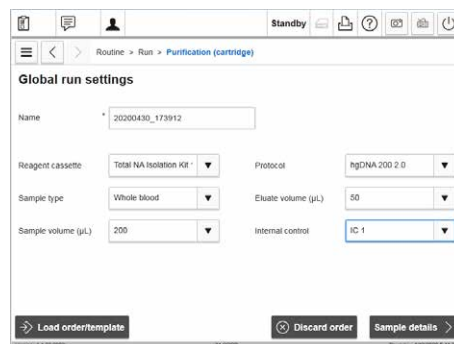 Standby
Routine > Run > Purification (cartridge)
Global run settings
Name * 20200430_173912
Reagent cassette Total NA Isolation Kit Protocol hgDNA 200 2.0
Sample type Whole blood Eluate volume (µL) 50
Sample volume (µL) 200 Internal control IC 1
Load order/template Discard order Sample details